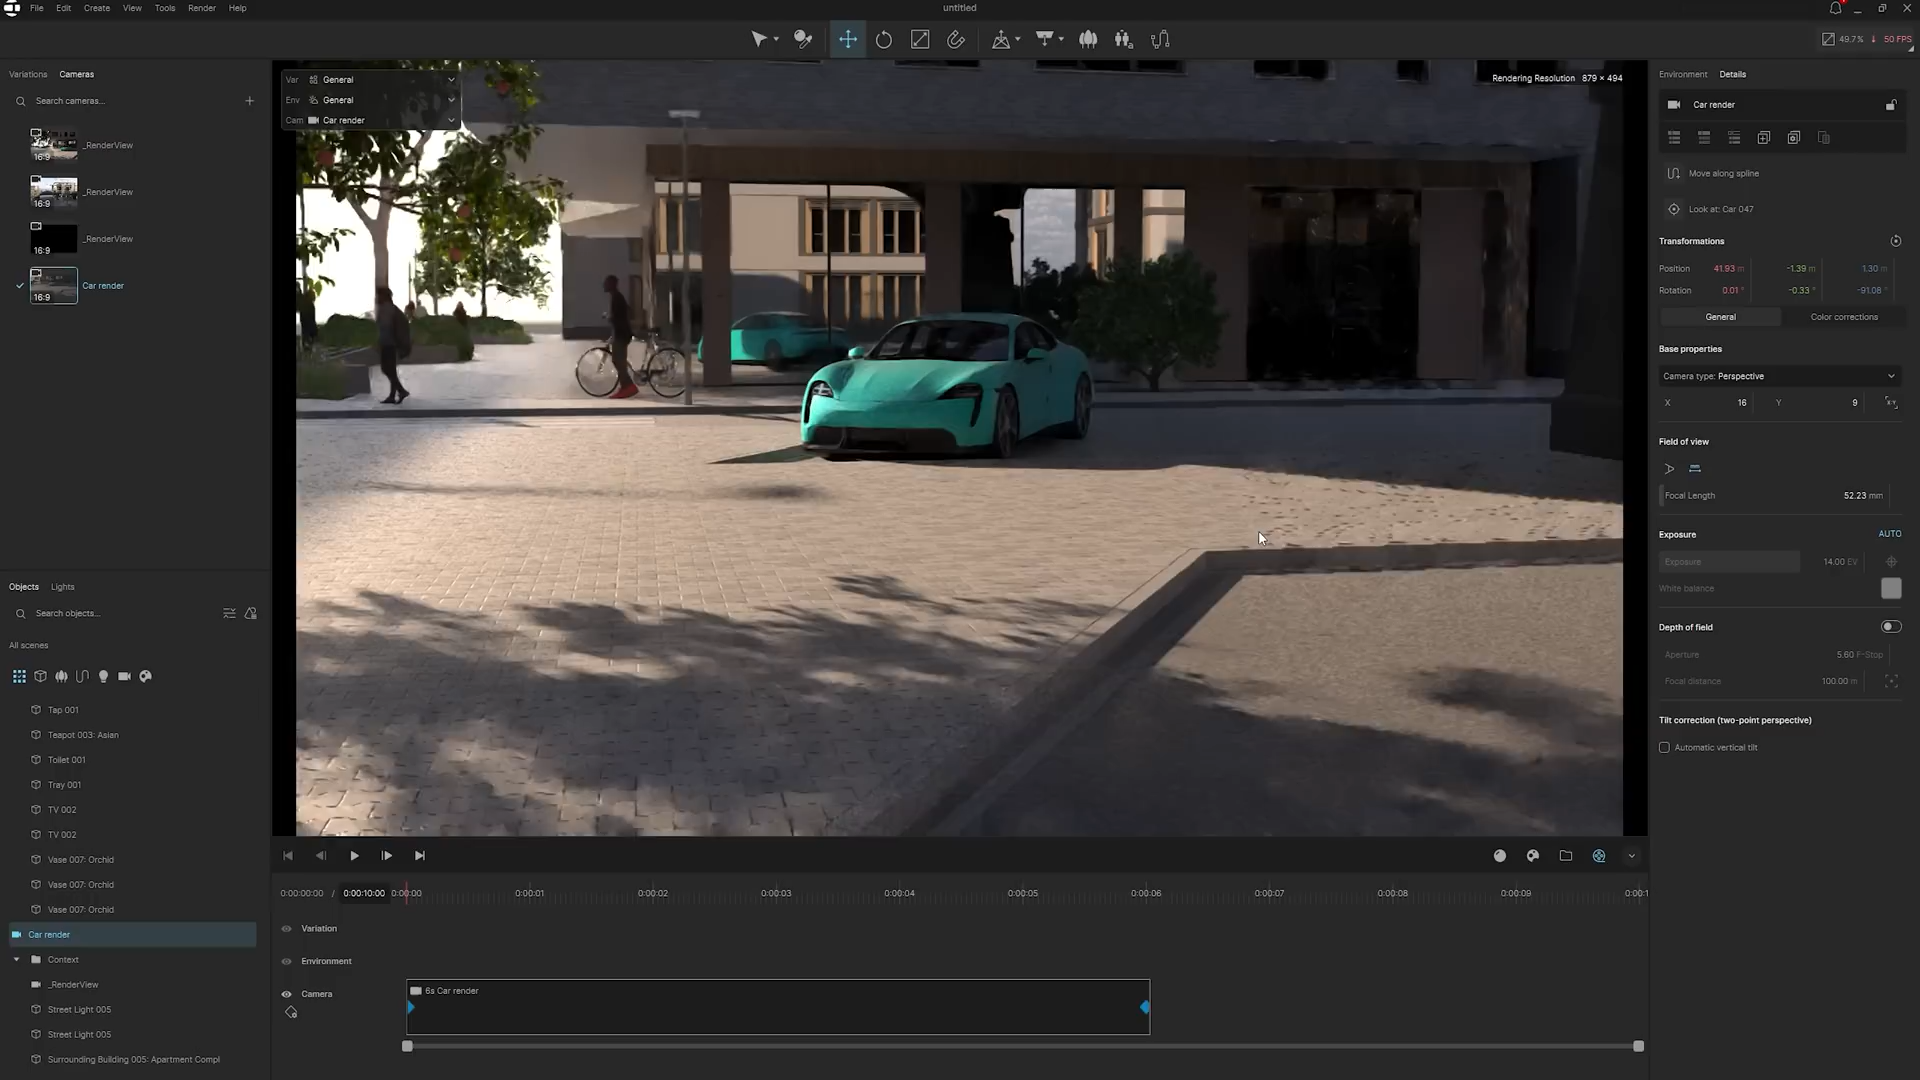 File Edit Create View Tools Render Help
untitled
49.7% 50 FPS
Variations Cameras
Search cameras...
16:9 _RenderView
16:9 _RenderView
16:9 _RenderView
16:9 Car render
Var General
Env General
Cam Car render
Rendering Resolution 879 × 494
Environment Details
Car render
Move along spline
Look at: Car 047
Transformations
Position 41.93 m -1.39 m 1.30 m
Rotation 0.01 ° -0.33 ° -91.08 °
General Color corrections
Base properties
Camera type: Perspective
X 16 Y 9
Field of view
Focal Length 52.23 mm
Exposure AUTO
Exposure 14.00 EV
White balance
Depth of field
Aperture 5.60 F-Stop
Focal distance 100.00 m
Tilt correction (two-point perspective)
Automatic vertical tilt
Objects Lights
Search objects...
All scenes
Tap 001
Teapot 003: Asian
Toilet 001
Tray 001
TV 002
TV 002
Vase 007: Orchid
Vase 007: Orchid
Vase 007: Orchid
Car render
Context
_RenderView
Street Light 005
Street Light 005
Surrounding Building 005: Apartment Compl
0:00:00:00 / 0:00:10:00 0:00:00 0:00:01 0:00:02 0:00:03 0:00:04 0:00:05 0:00:06 0:00:07 0:00:08 0:00:09 0:00:1
Variation
Environment
Camera
6s Car render